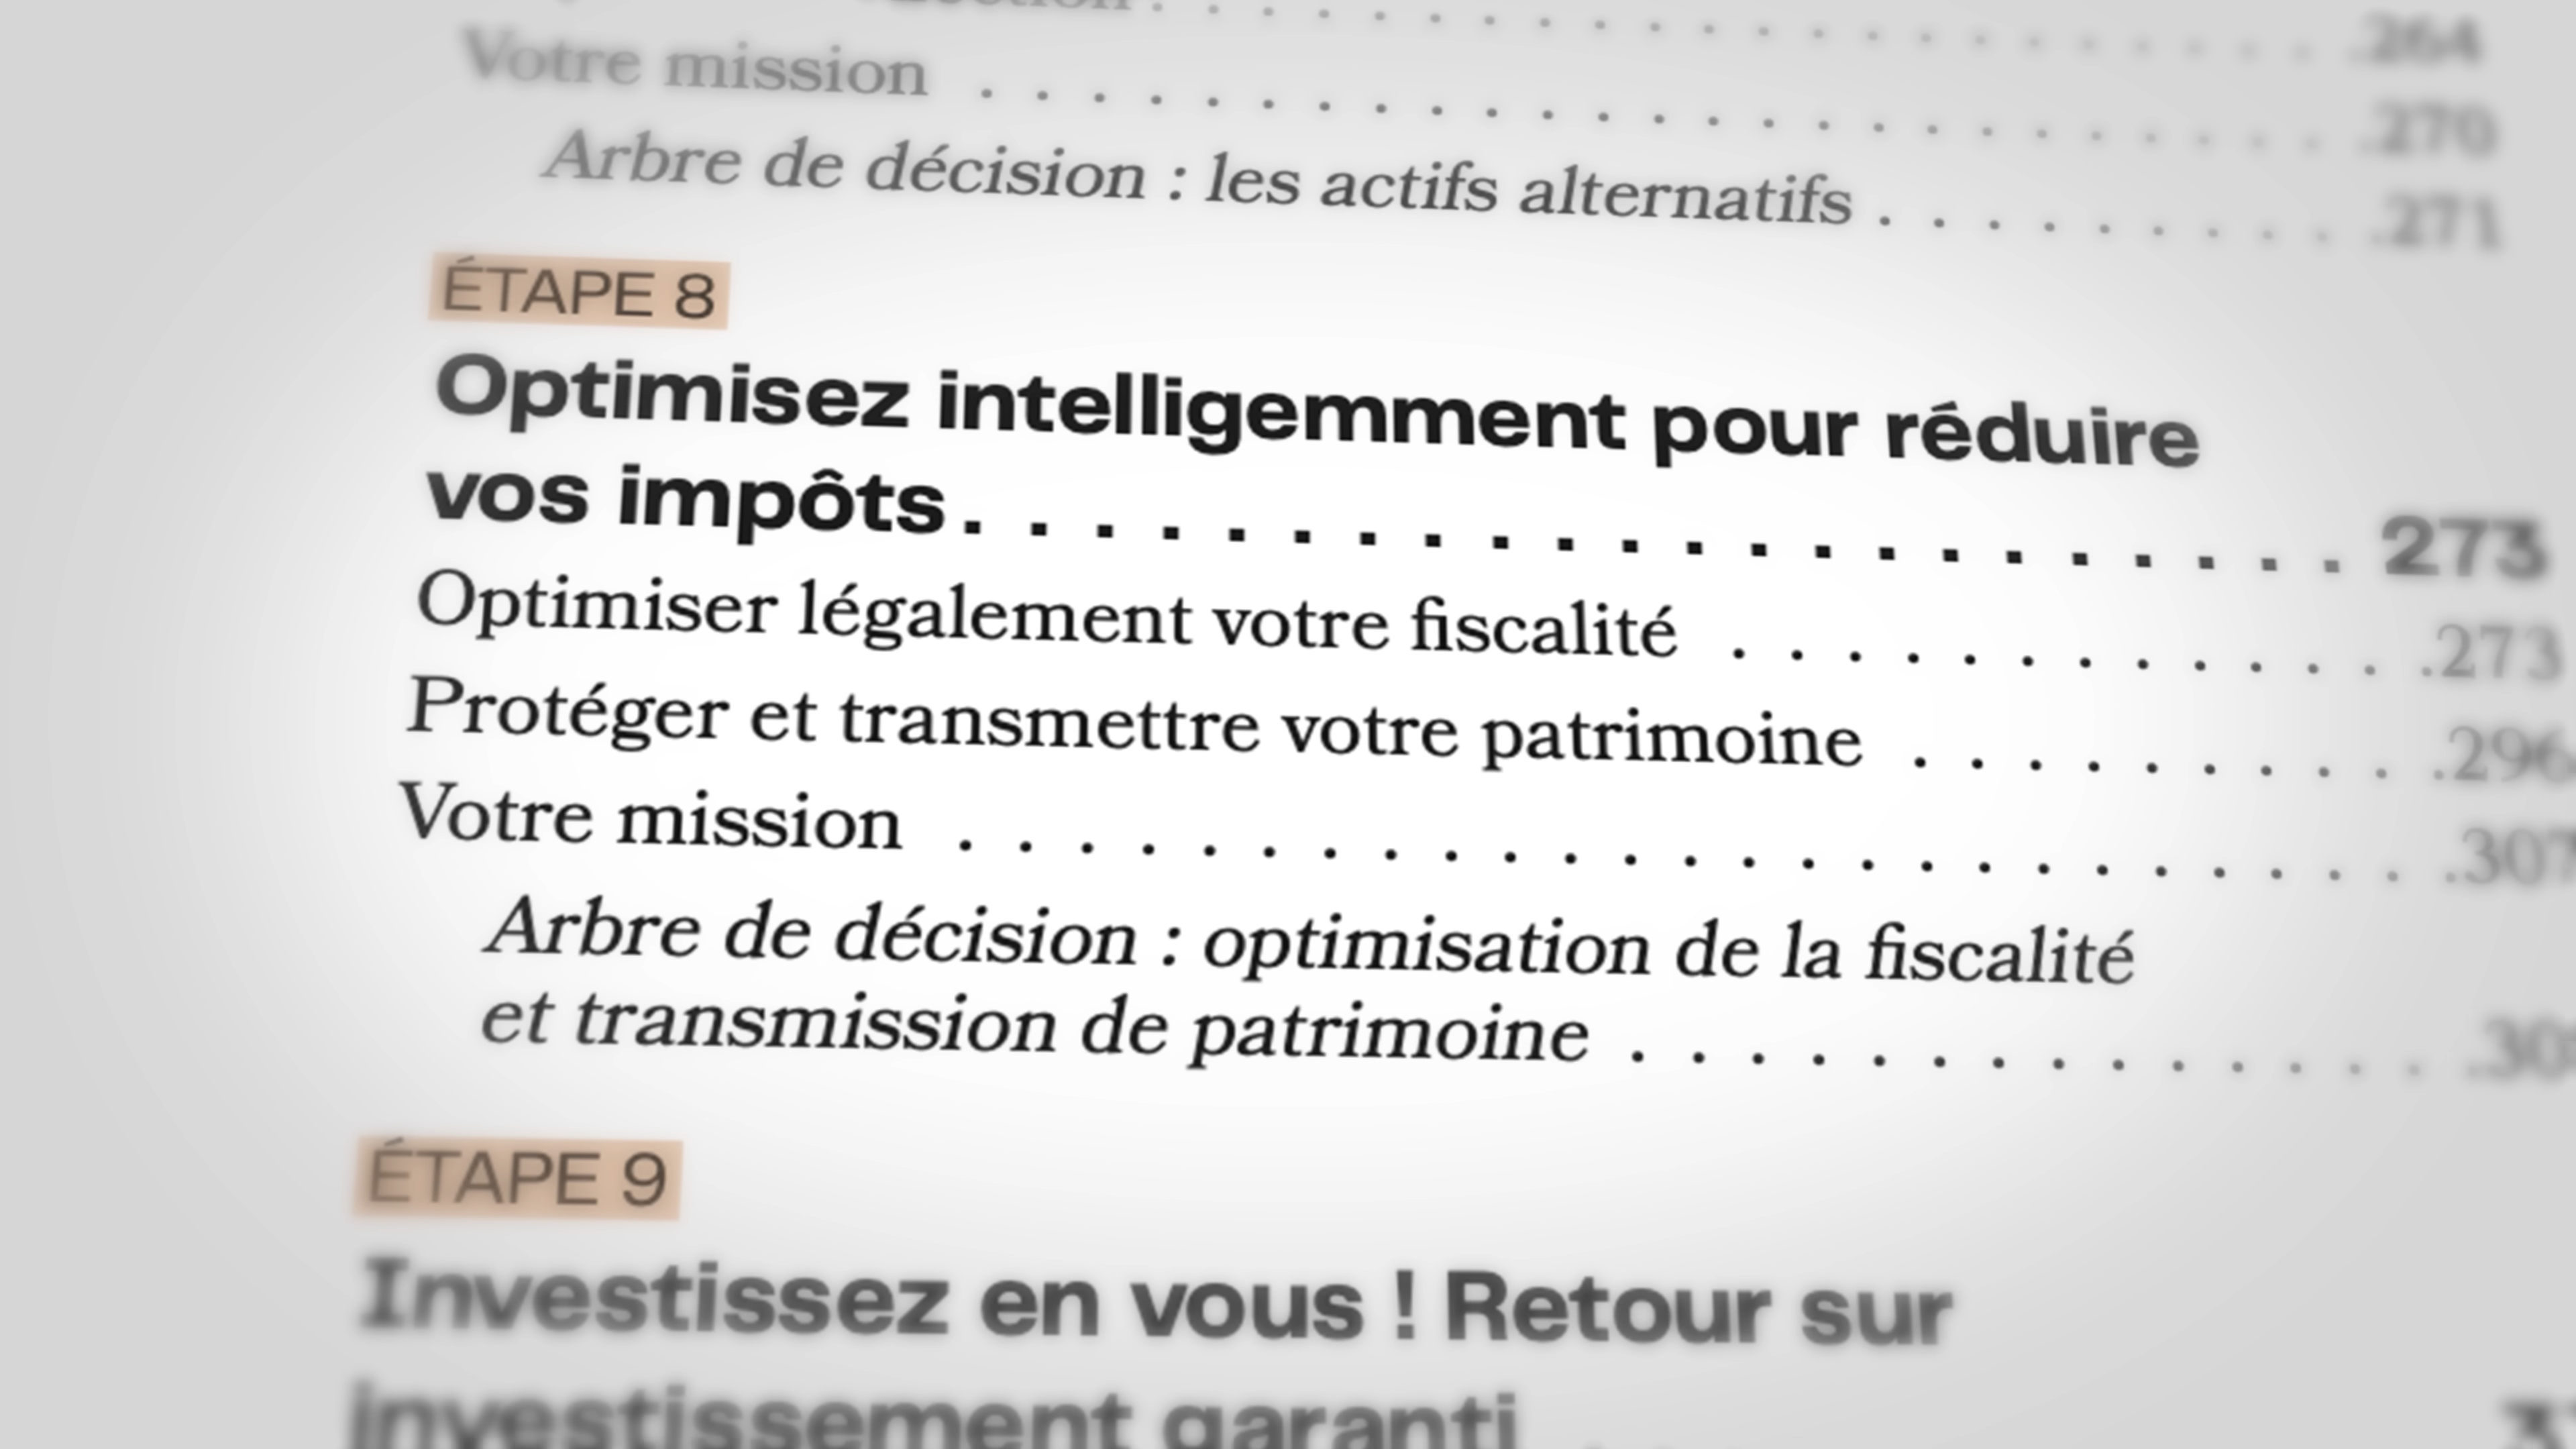 . . . . . . . . . . . . . . . . . . . . . . .264
Votre mission . . . . . . . . . . . . . . . . . . . . . . . . . .270
Arbre de décision : les actifs alternatifs . . . . . . . . . .271
ÉTAPE 8
Optimisez intelligemment pour réduire
vos impôts . . . . . . . . . . . . . . . . . . . . . . 273
Optimiser légalement votre fiscalité . . . . . . . . . . . . .273
Protéger et transmettre votre patrimoine . . . . . . . . . .296
Votre mission . . . . . . . . . . . . . . . . . . . . . . . . . .307
Arbre de décision : optimisation de la fiscalité
et transmission de patrimoine . . . . . . . . . . . . . .
ÉTAPE 9
Investissez en vous ! Retour sur
investissement garanti